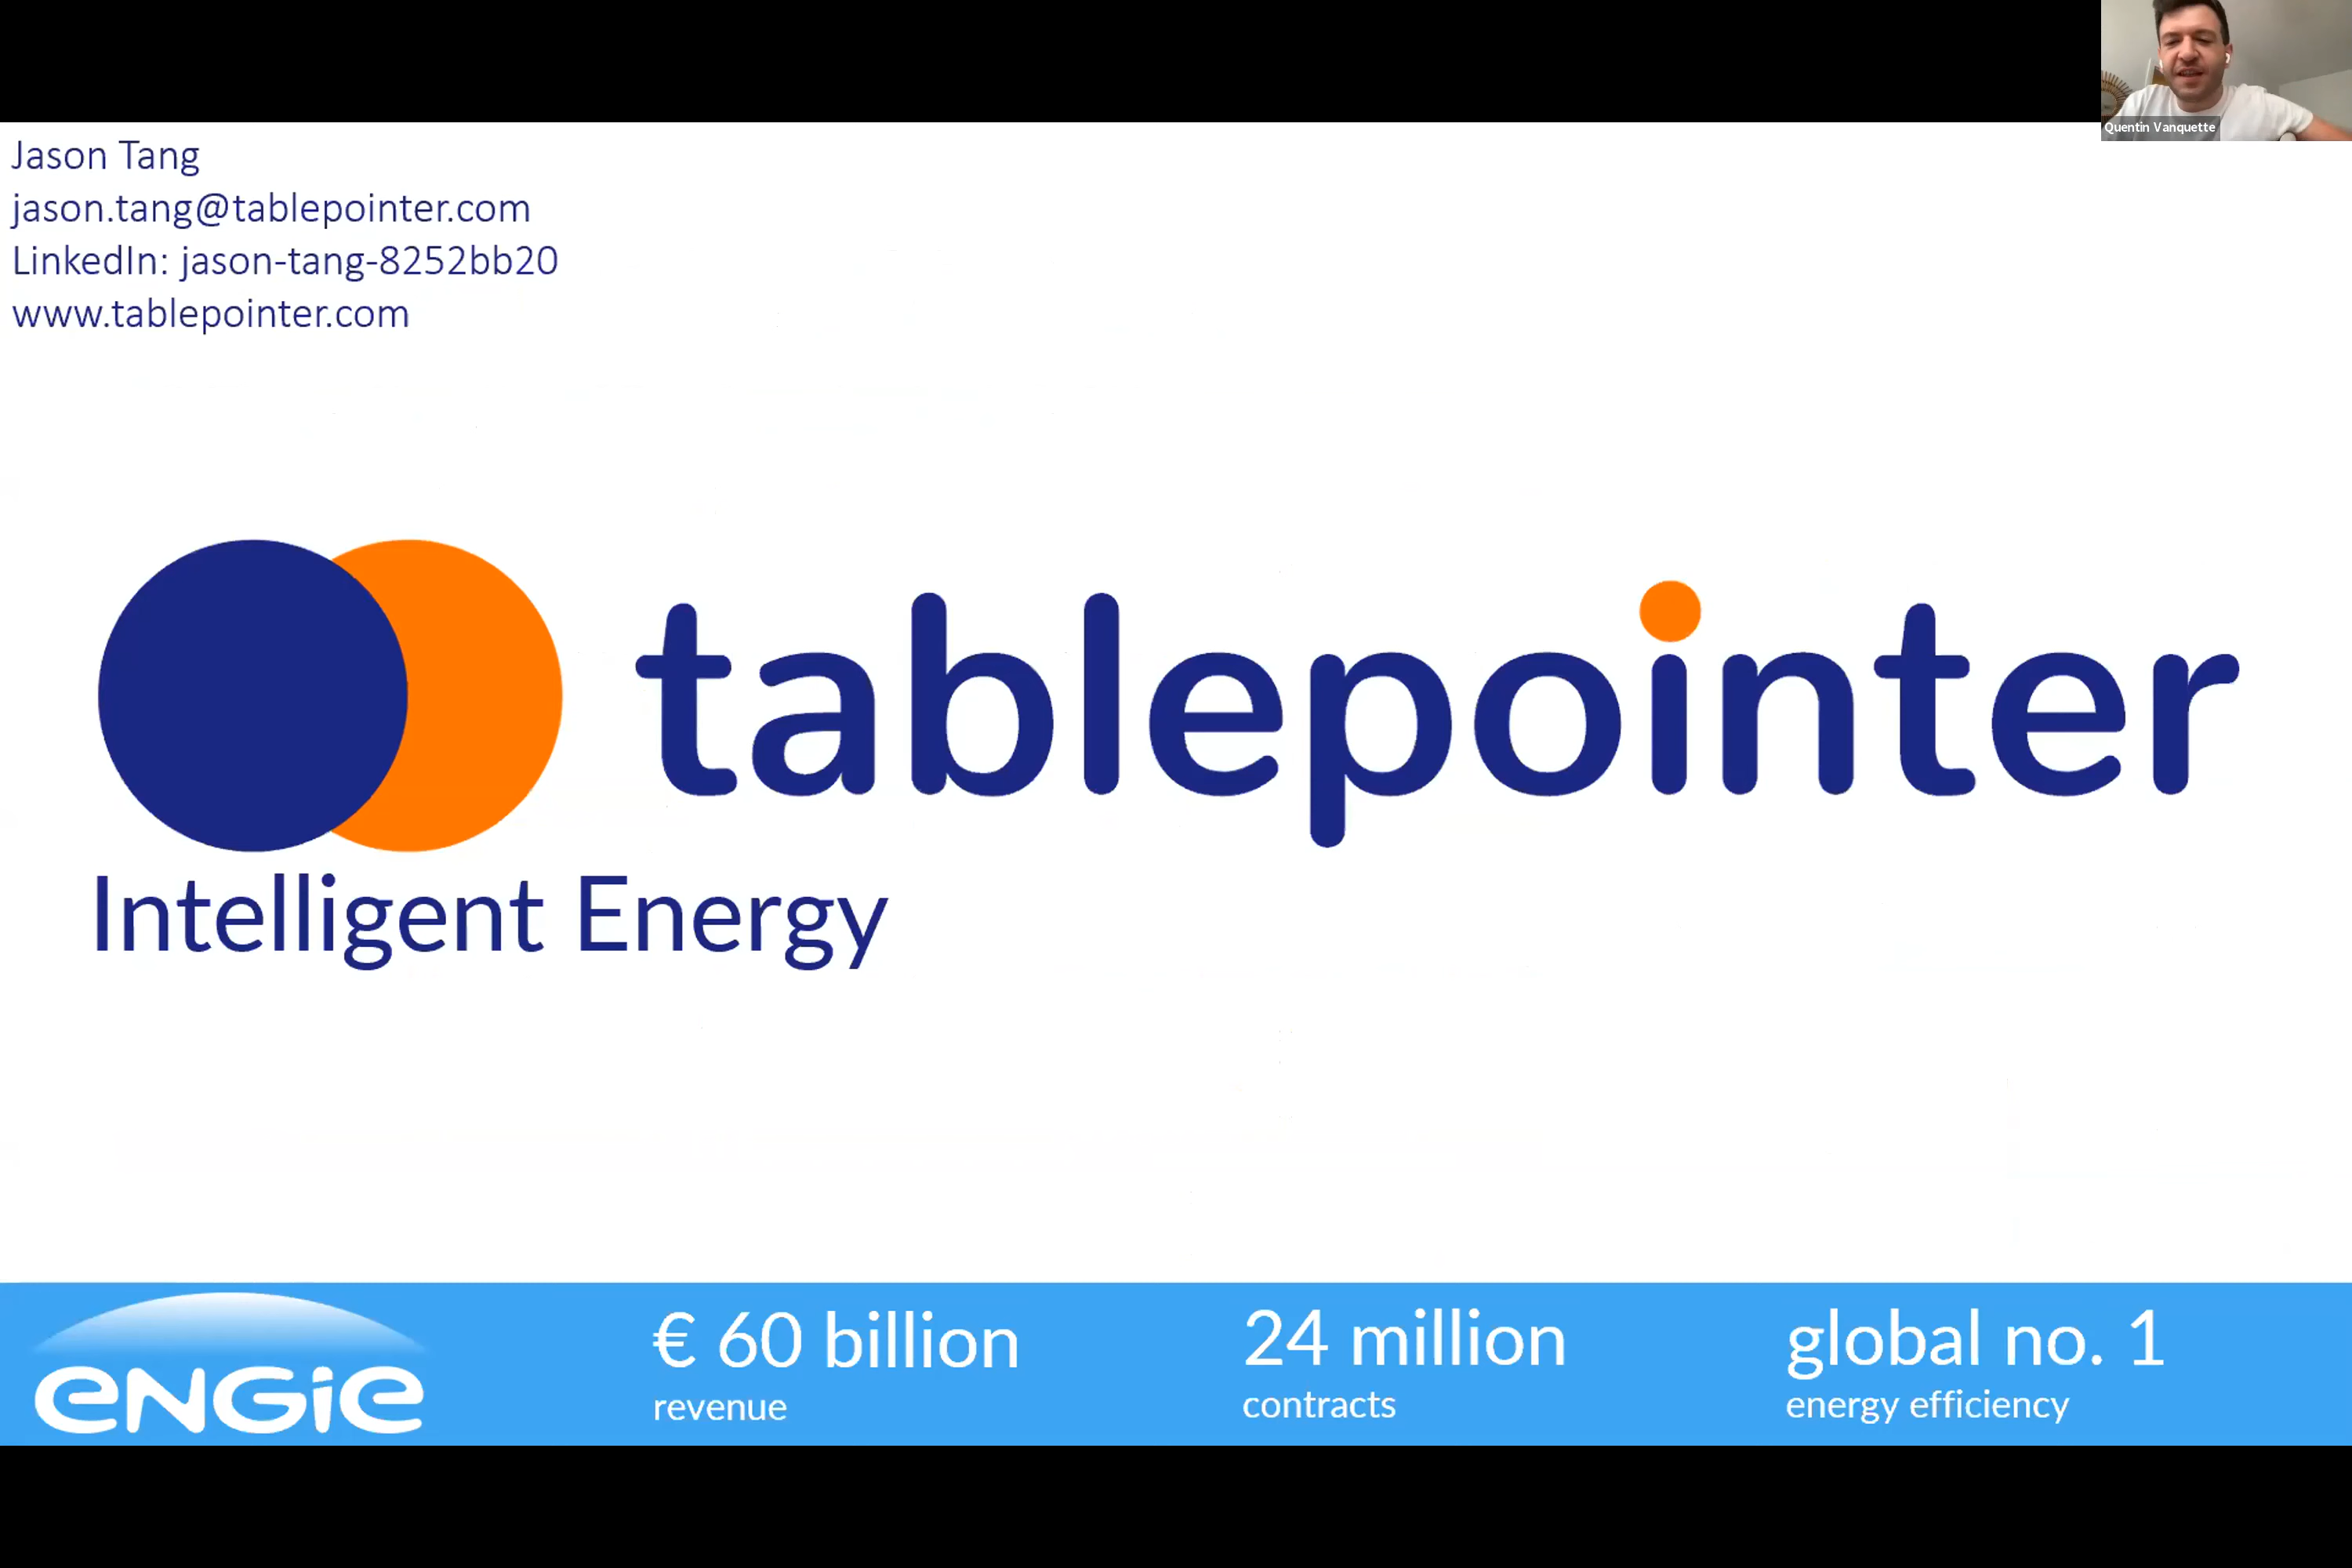 Quentin Vanquette
Jason Tang
jason.tang@tablepointer.com
LinkedIn: jason-tang-8252bb20
www.tablepointer.com
tablepointer
Intelligent Energy
ENGIE
€ 60 billion
revenue
24 million
contracts
global no. 1
energy efficiency